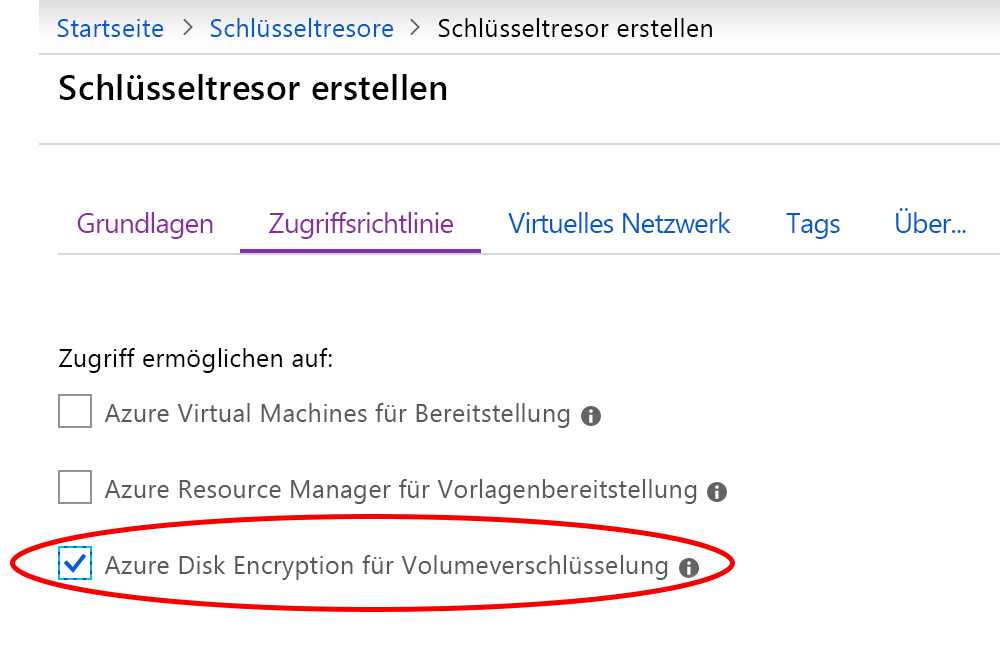 Startseite > Schlüsseltresore > Schlüsseltresor erstellen
Schlüsseltresor erstellen
Grundlagen Zugriffsrichtlinie Virtuelles Netzwerk Tags Über...
Zugriff ermöglichen auf:
Azure Virtual Machines für Bereitstellung
Azure Resource Manager für Vorlagenbereitstellung
Azure Disk Encryption für Volumeverschlüsselung